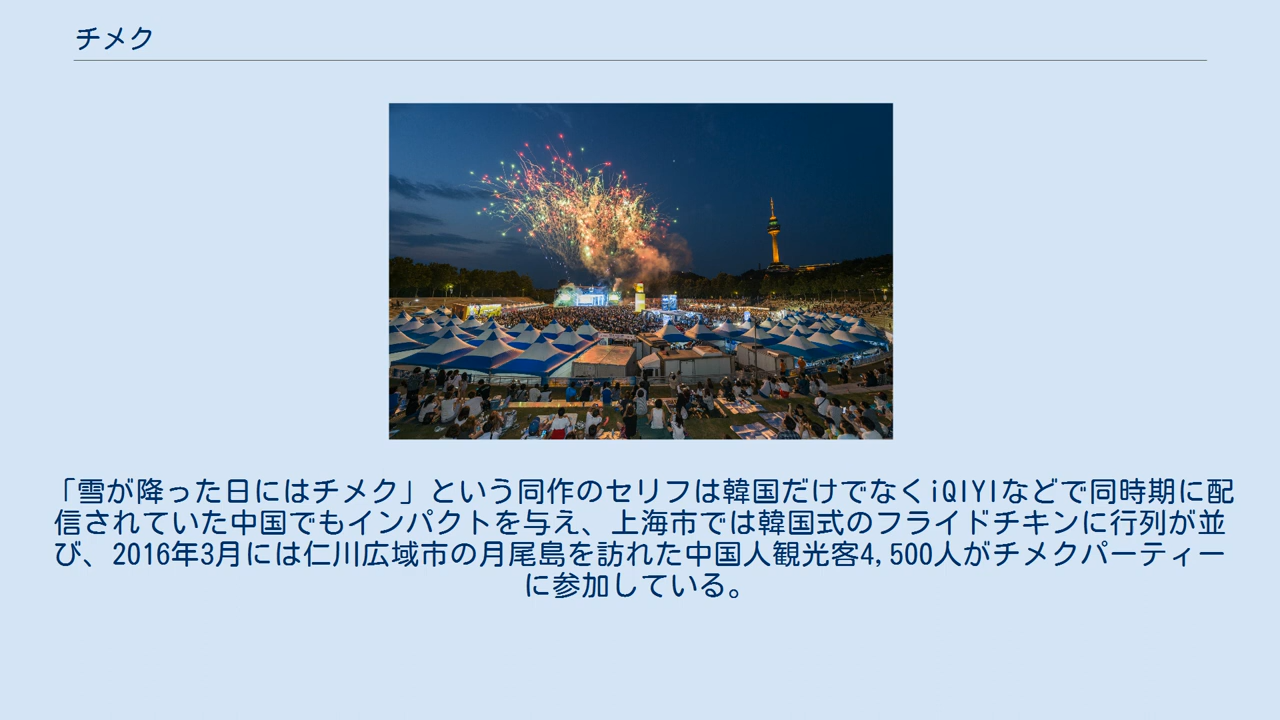 チメク
「雪が降った日にはチメク」という同作のセリフは韓国だけでなくiQIYIなどで同時期に配
信されていた中国でもインパクトを与え、上海市では韓国式のフライドチキンに行列が並
び、2016年3月には仁川広域市の月尾島を訪れた中国人観光客4,500人がチメクパーティー
に参加している。